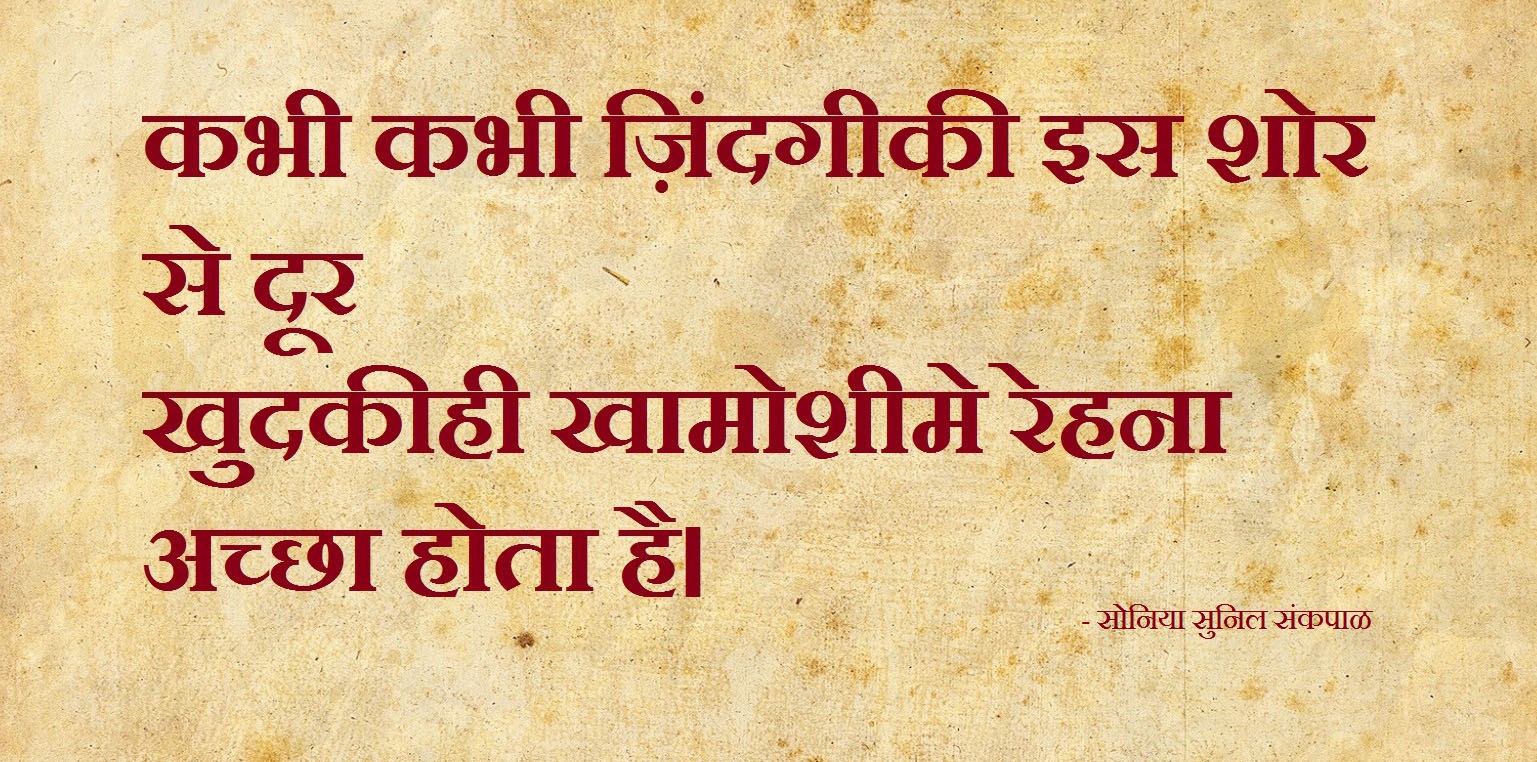 कभी कभी ज़िंदगीकी इस शोर
से दूर
खुदकीही खामोशीमे रेहना
अच्छा होता है।
- सोनिया सुनिल संकपाळ